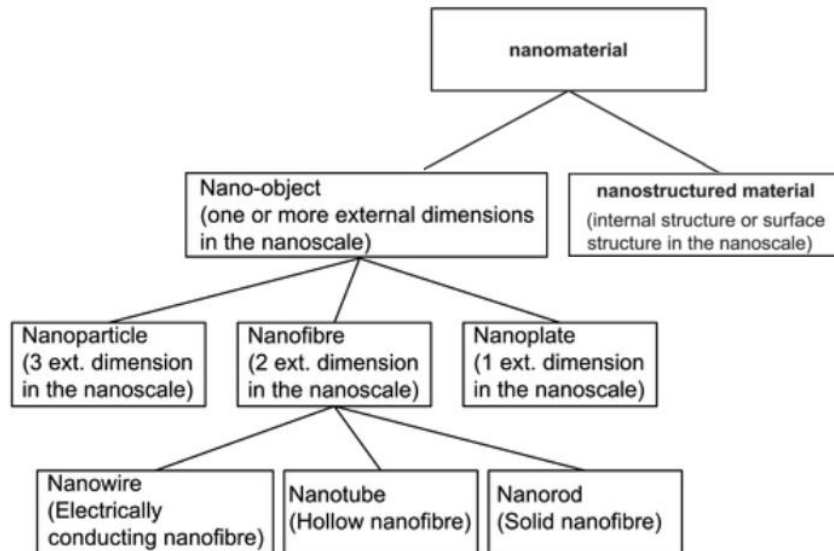 nanomaterial
Nano-object
(one or more external dimensions
in the nanoscale)
nanostructured material
(internal structure or surface
structure in the nanoscale)
Nanoparticle
(3 ext. dimension
in the nanoscale)
Nanofibre
(2 ext. dimension
in the nanoscale)
Nanoplate
(1 ext. dimension
in the nanoscale)
Nanowire
(Electrically
conducting nanofibre)
Nanotube
(Hollow nanofibre)
Nanorod
(Solid nanofibre)